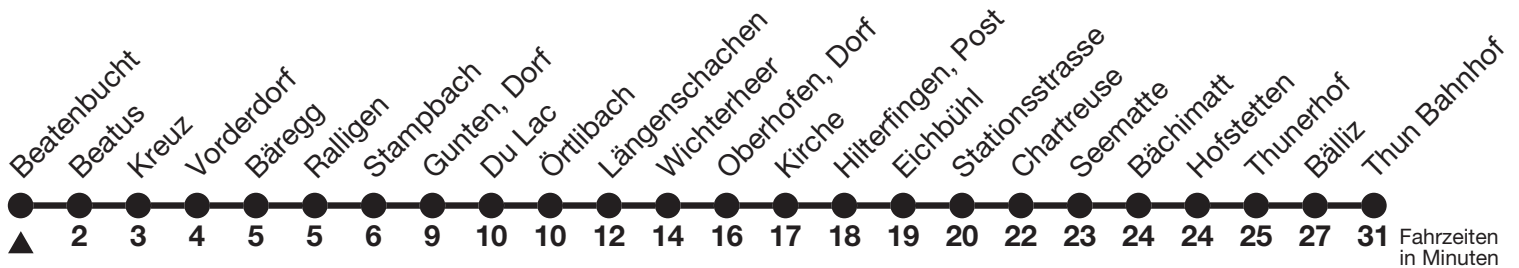 Beatenbucht
Beatus
Kreuz
Vorderdorf
Bäregg
Ralligen
Stampbach
Gunten, Dorf
Du Lac
Örtlibach
Längenschachen
Wichterheer
Oberhofen, Dorf
Kirche
Hilterfingen, Post
Eichbühl
Stationsstrasse
Chartreuse
Seematte
Bächimatt
Hofstetten
Thunerhof
Bälliz
Thun Bahnhof
2 3 4 5 5 6 9 10 10 12 14 16 17 18 19 20 22 23 24 24 25 27 31 Fahrzeiten
in Minuten